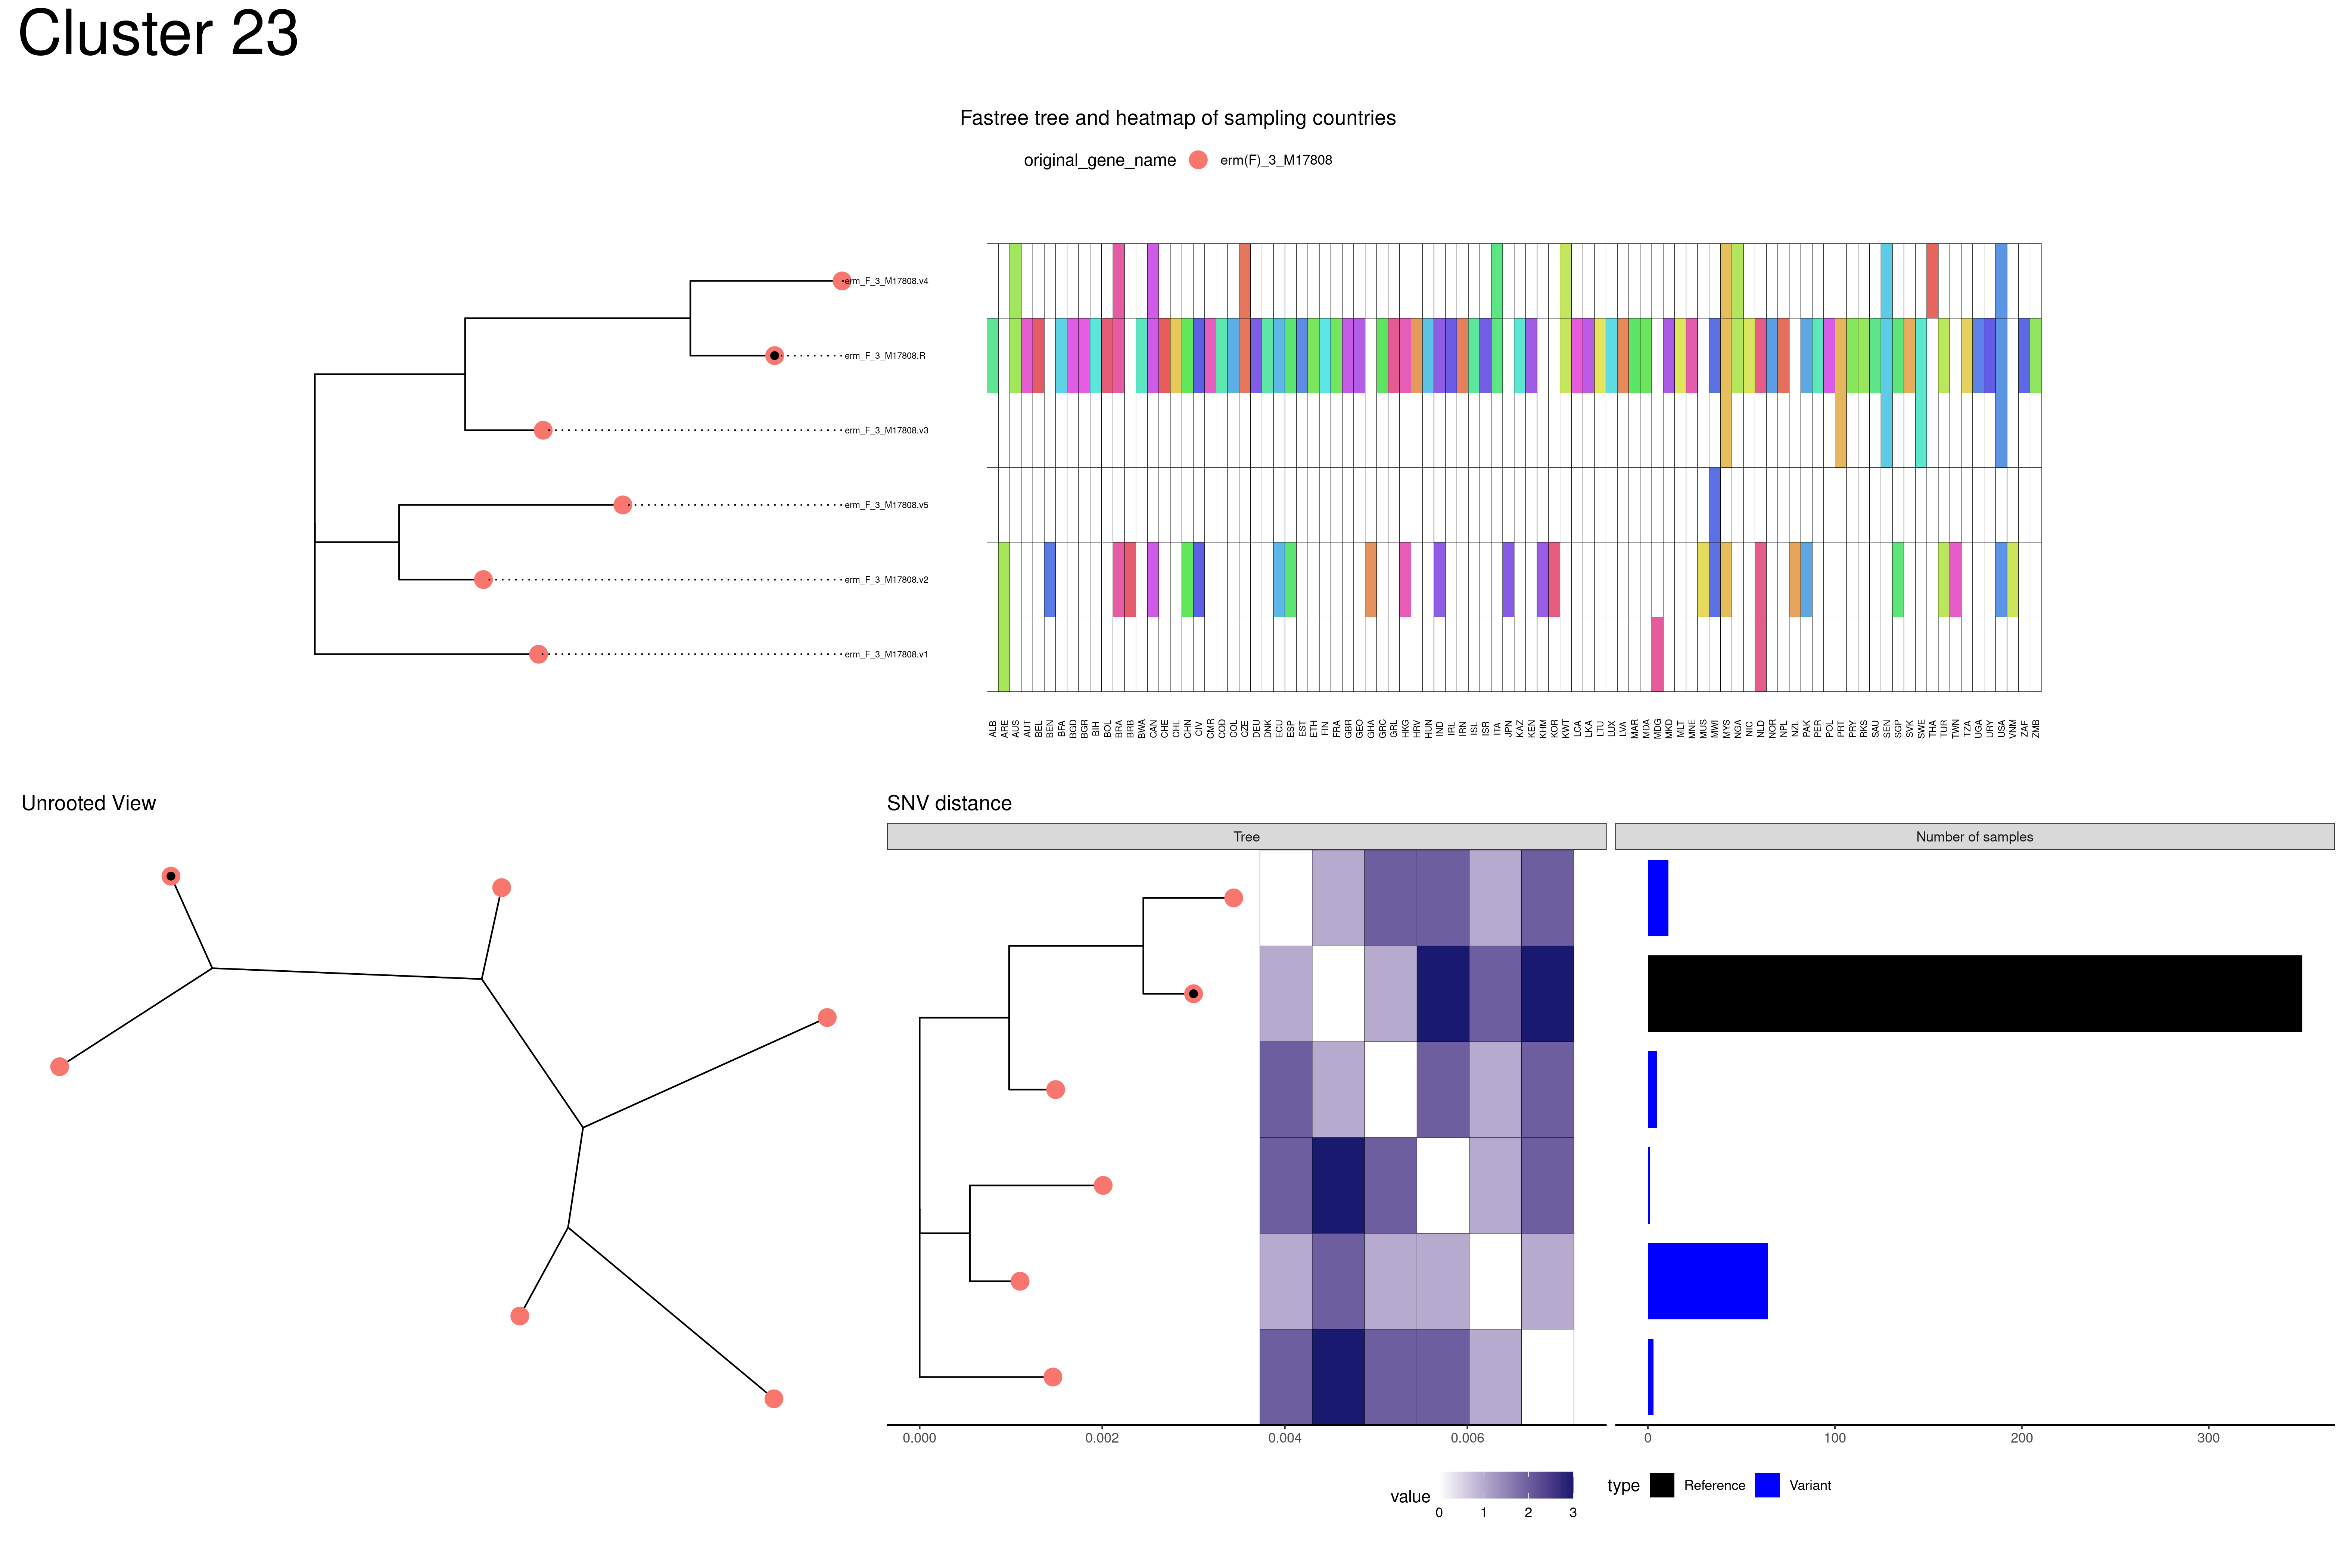 Cluster 23
Fastree tree and heatmap of sampling countries
original_gene_name erm(F)_3_M17808
erm_F_3_M17808.v4
erm_F_3_M17808.R
erm_F_3_M17808.v3
erm_F_3_M17808.v5
erm_F_3_M17808.v2
erm_F_3_M17808.v1
ALB ARE AUS AUT BEL BEN BFA BGD BGR BIH BOL BRA BRB BWA CAN CHE CHL CHN CIV CMR COD COL CZE DEU DNK ECU ESP EST ETH FIN FRA GBR GEO GHA GRC GRL HKG HRV HUN IND IRL IRN ISL ISR ITA JPN KAZ KEN KHM KOR KWT LCA LKA LTU LUX LVA MAR MDA MDG MKD MLT MNE MUS MWI MYS NGA NIC NLD NOR NPL NZL PAK PER POL PRT PRY RKS SAU SEN SGP SVK SWE THA TUR TWN TZA UGA URY USA VNM ZAF ZMB
Unrooted View
SNV distance
Tree
Number of samples
0.000 0.002 0.004 0.006
0 100 200 300
value
0 1 2 3
type Reference Variant